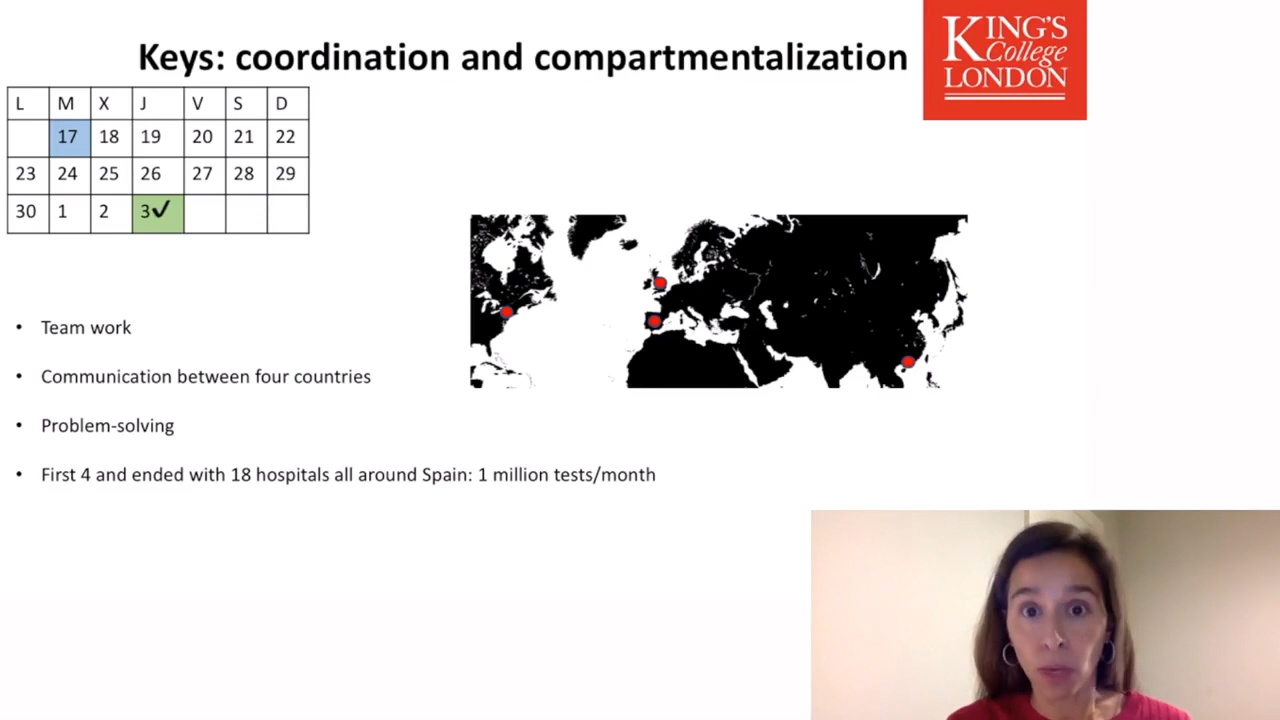 Keys: coordination and compartmentalization
KING'S
College
LONDON
L M X J V S D
17 18 19 20 21 22
23 24 25 26 27 28 29
30 1 2 3✓
• Team work
• Communication between four countries
• Problem-solving
• First 4 and ended with 18 hospitals all around Spain: 1 million tests/month